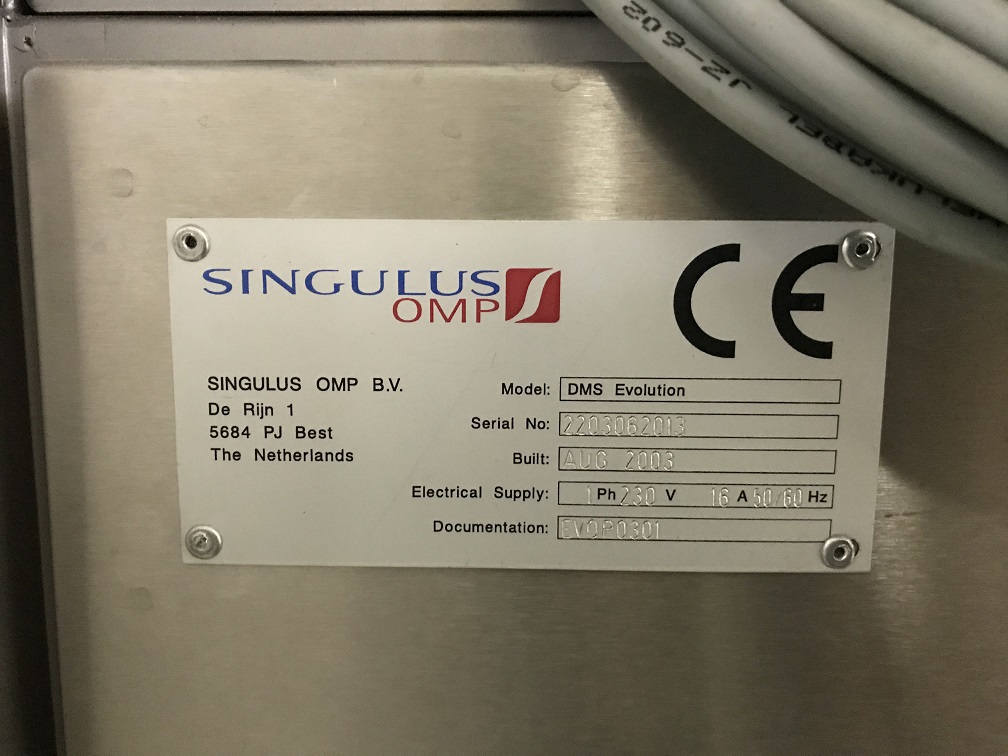 JZ-602
SINGULUS
OMP
CE
SINGULUS OMP B.V.
De Rijn 1
5684 PJ Best
The Netherlands
Model: DMS Evolution
Serial No: 2203062013
Built: AUG 2003
Electrical Supply: 1 Ph 230 V 16 A 50/60 Hz
Documentation: EVOP0301